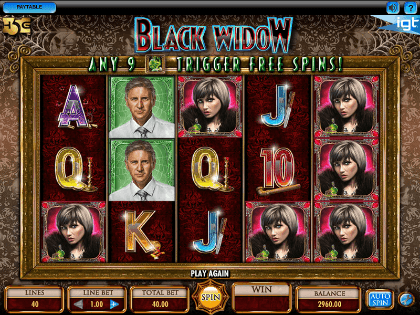 PAYTABLE
?
IGT
BLACK WIDOW
ANY 9 TRIGGER FREE SPINS!
A J
Q Q 10
K J
PLAY AGAIN
LINES LINE BET TOTAL BET SPIN WIN BALANCE AUTO SPIN
40 1.00 40.00 2960.00